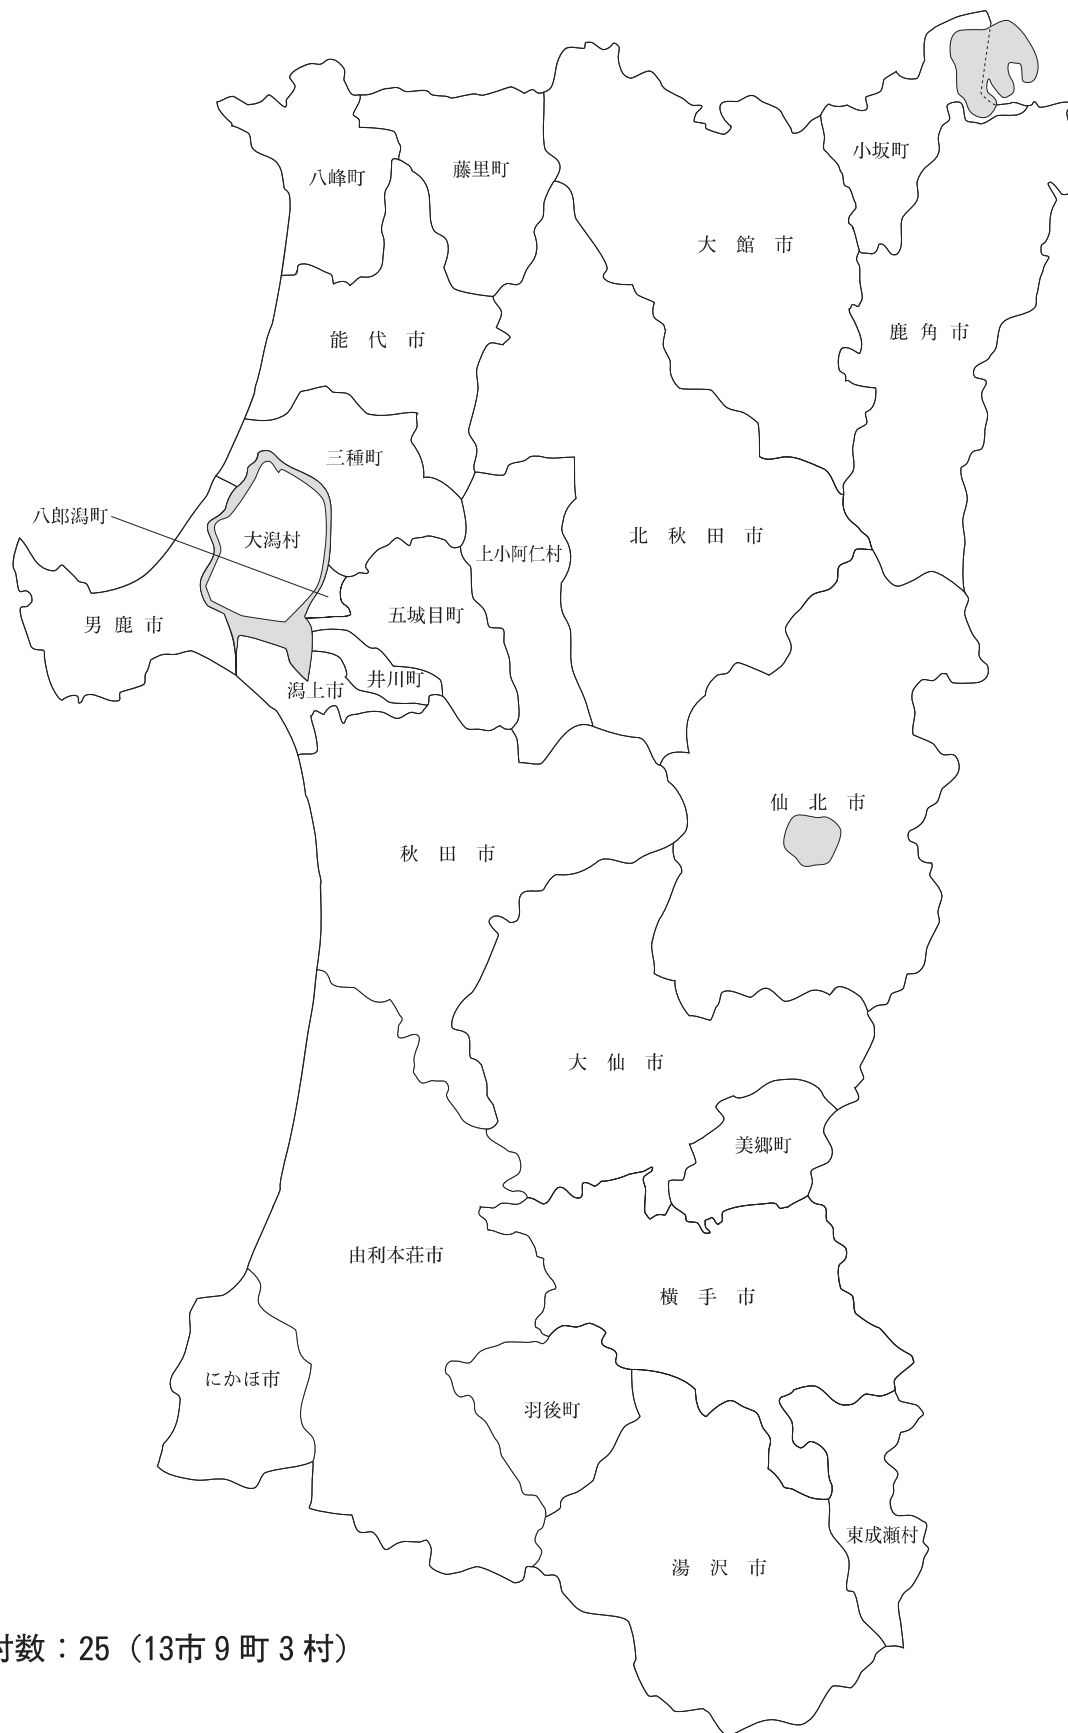 小坂町
藤里町
八峰町
大館市
鹿角市
能代市
三種町
八郎潟町
北秋田市
大潟村
上小阿仁村
五城目町
男鹿市
井川町
潟上市
仙北市
秋田市
大仙市
美郷町
由利本荘市
横手市
にかほ市
羽後町
東成瀬村
湯沢市
村数：25（13市9町3村）